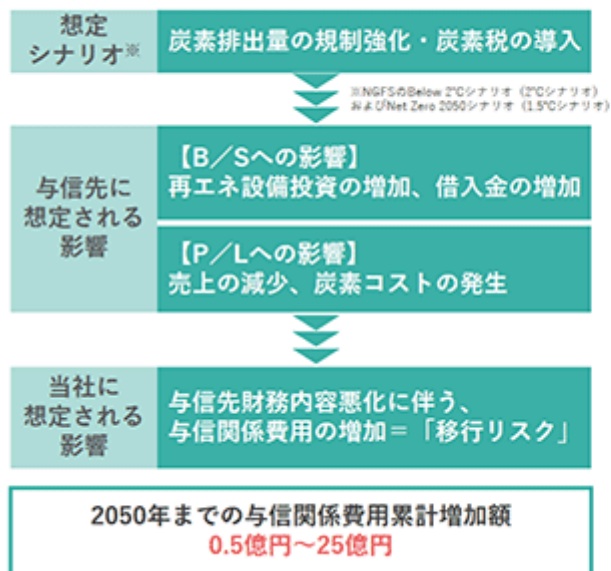 想定
シナリオ※
炭素排出量の規制強化・炭素税の導入
※NGFSのBelow 2℃シナリオ（2℃シナリオ）
およびNet Zero 2050シナリオ（1.5℃シナリオ）
与信先に
想定される
影響
【B／Sへの影響】
再エネ設備投資の増加、借入金の増加
【P／Lへの影響】
売上の減少、炭素コストの発生
当社に
想定される
影響
与信先財務内容悪化に伴う、
与信関係費用の増加＝「移行リスク」
2050年までの与信関係費用累計増加額
0.5億円～25億円